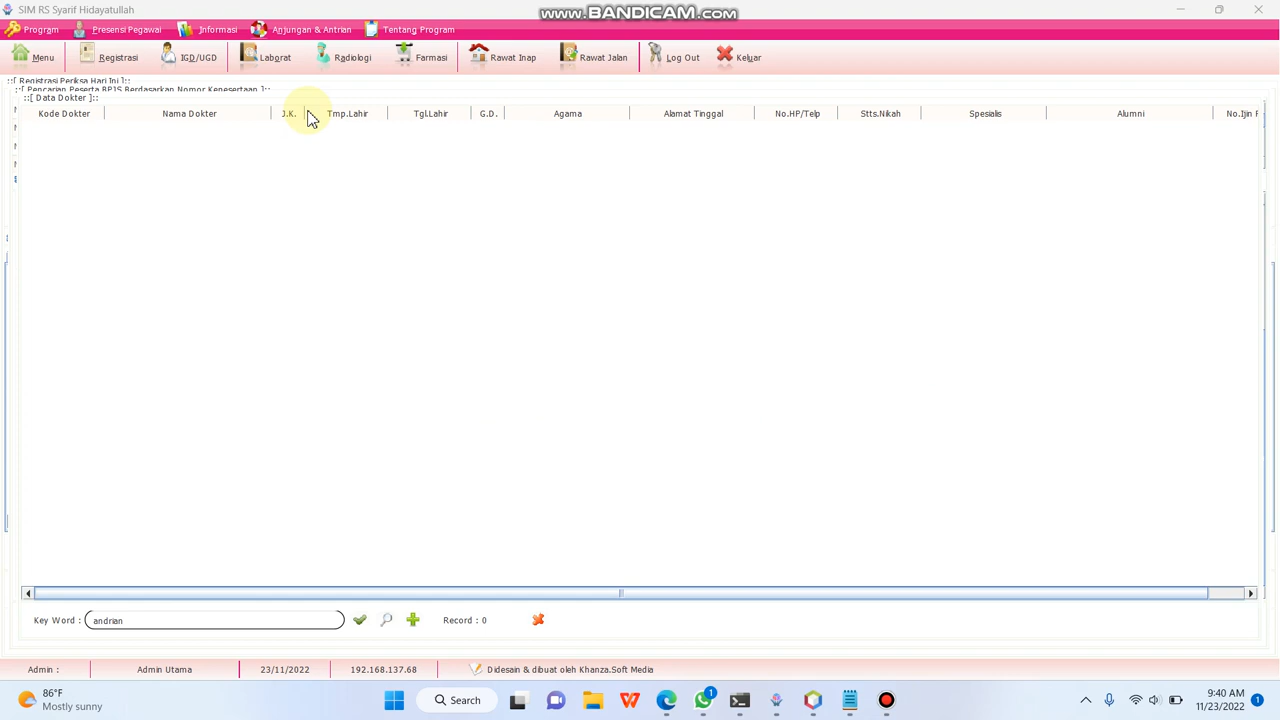 SIM RS Syarif Hidayatullah
www.BANDICAM.com
Program Presensi Pegawai Informasi Anjungan & Antrian Tentang Program
Menu Registrasi IGD/UGD Laborat Radiologi Farmasi Rawat Inap Rawat Jalan Log Out Keluar
::[ Registrasi Periksa Hari Ini ]::
::[ Pencarian Peserta BPJS Berdasarkan Nomor Kepesertaan ]::
::[ Data Dokter ]::
Kode Dokter Nama Dokter J.K. Tmp.Lahir Tgl.Lahir G.D. Agama Alamat Tinggal No.HP/Telp Stts.Nikah Spesialis Alumni No.Ijin
Key Word : andrian Record : 0
Admin : Admin Utama 23/11/2022 192.168.137.68 Didesain & dibuat oleh Khanza.Soft Media
86°F
Mostly sunny
Search
1
9:40 AM
11/23/2022
1